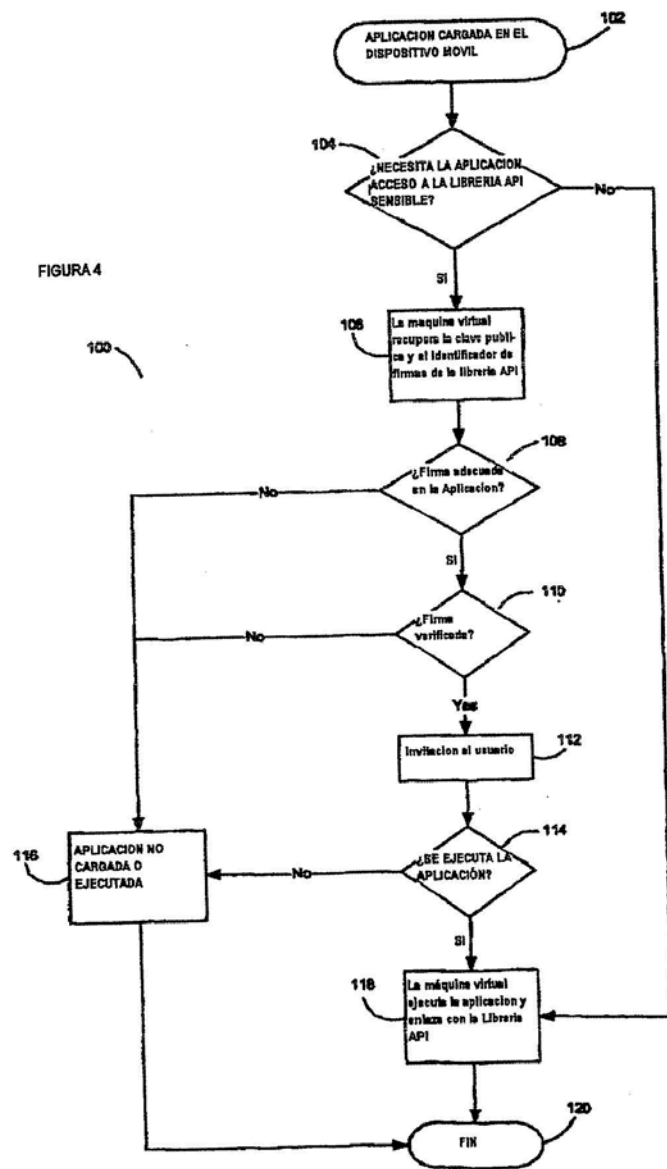 APLICACION CARGADA EN EL
DISPOSITIVO MOVIL
102
104
¿NECESITA LA APLICACION
ACCESO A LA LIBRERIA API
SENSIBLE?
No
FIGURA 4
SI
100
106
La maquina virtual
recupera la clave publi-
ca y el identificador de
firmas de la libreria API
108
¿Firma adecuada
en la Aplicacion?
No
SI
110
¿Firma
verificada?
No
Yes
Invitacion al usuario
112
114
¿SE EJECUTA LA
APLICACIÓN?
116
APLICACION NO
CARGADA O
EJECUTADA
No
SI
118
La máquina virtual
ejecuta la aplicacion y
enlaza con la Libreria
API
FIN
120